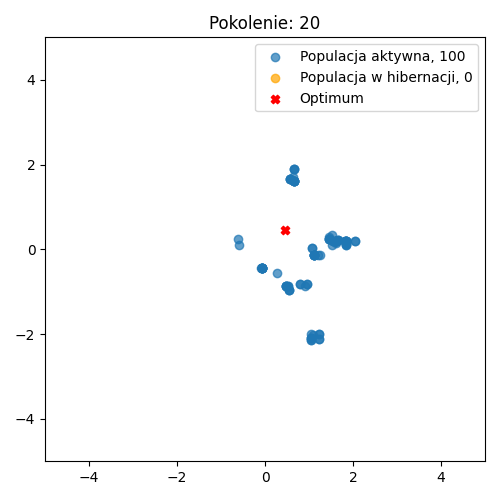 Pokolenie: 20
Populacja aktywna, 100
Populacja w hibernacji, 0
Optimum
4
2
0
−2
−4
−4 −2 0 2 4